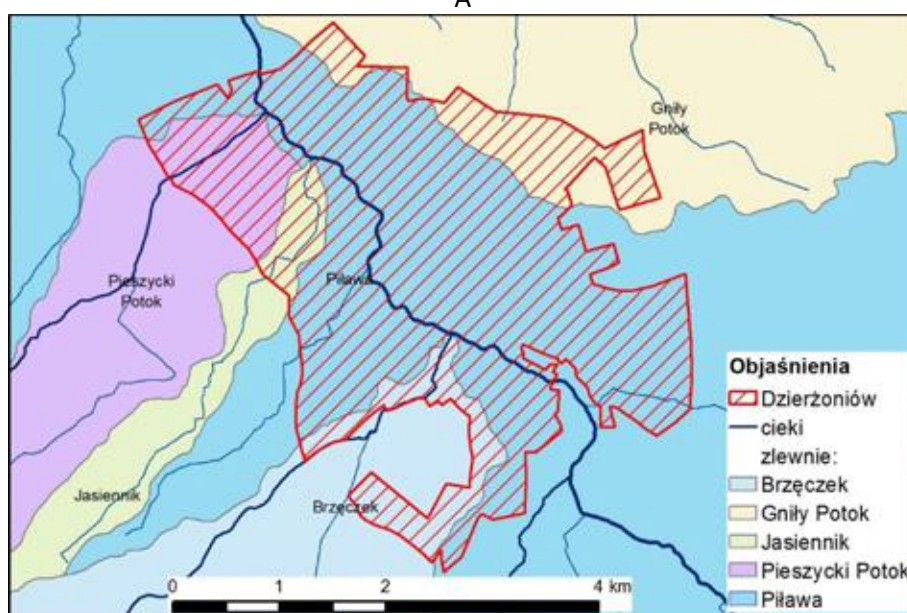 A
Gniły
Potok
Pieszycki
Potok
Piława
Jasiennik
Brzęczek
Objaśnienia
Dzierżoniów
cieki
zlewnie:
Brzęczek
Gniły Potok
Jasiennik
Pieszycki Potok
Piława
0 1 2 4 km